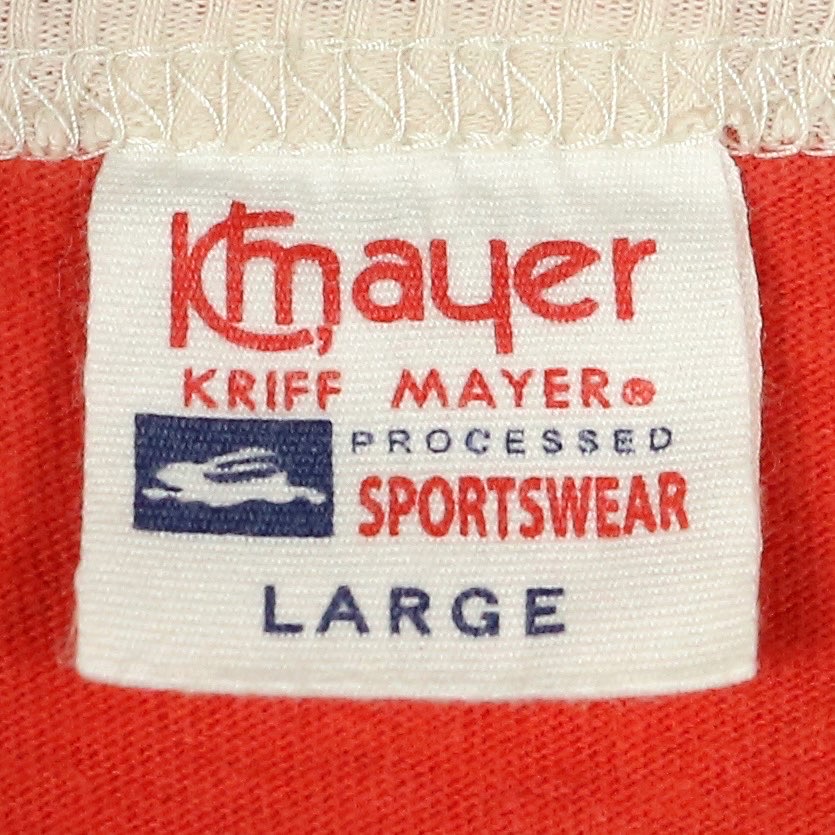 Kmayer
KRIFF MAYER®
PROCESSED
SPORTSWEAR
LARGE